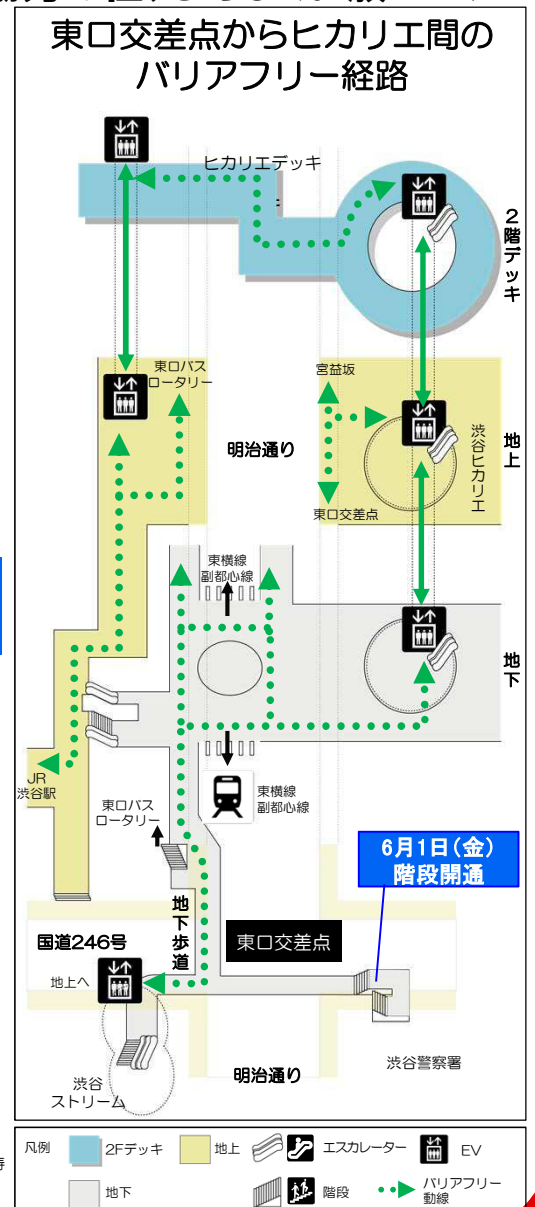 東口交差点からヒカリエ間の
バリアフリー経路
ヒカリエデッキ
2階デッキ
東口バス
ロータリー
宮益坂
明治通り
渋谷ヒカリエ
地上
東口交差点
東横線
副都心線
地下
JR
渋谷駅
東口バス
ロータリー
東横線
副都心線
6月1日(金)
階段開通
地下歩道
国道246号
東口交差点
地上へ
渋谷
ストリーム
明治通り
渋谷警察署
凡例
2Fデッキ
地上
エスカレーター
EV
地下
階段
バリアフリー
動線